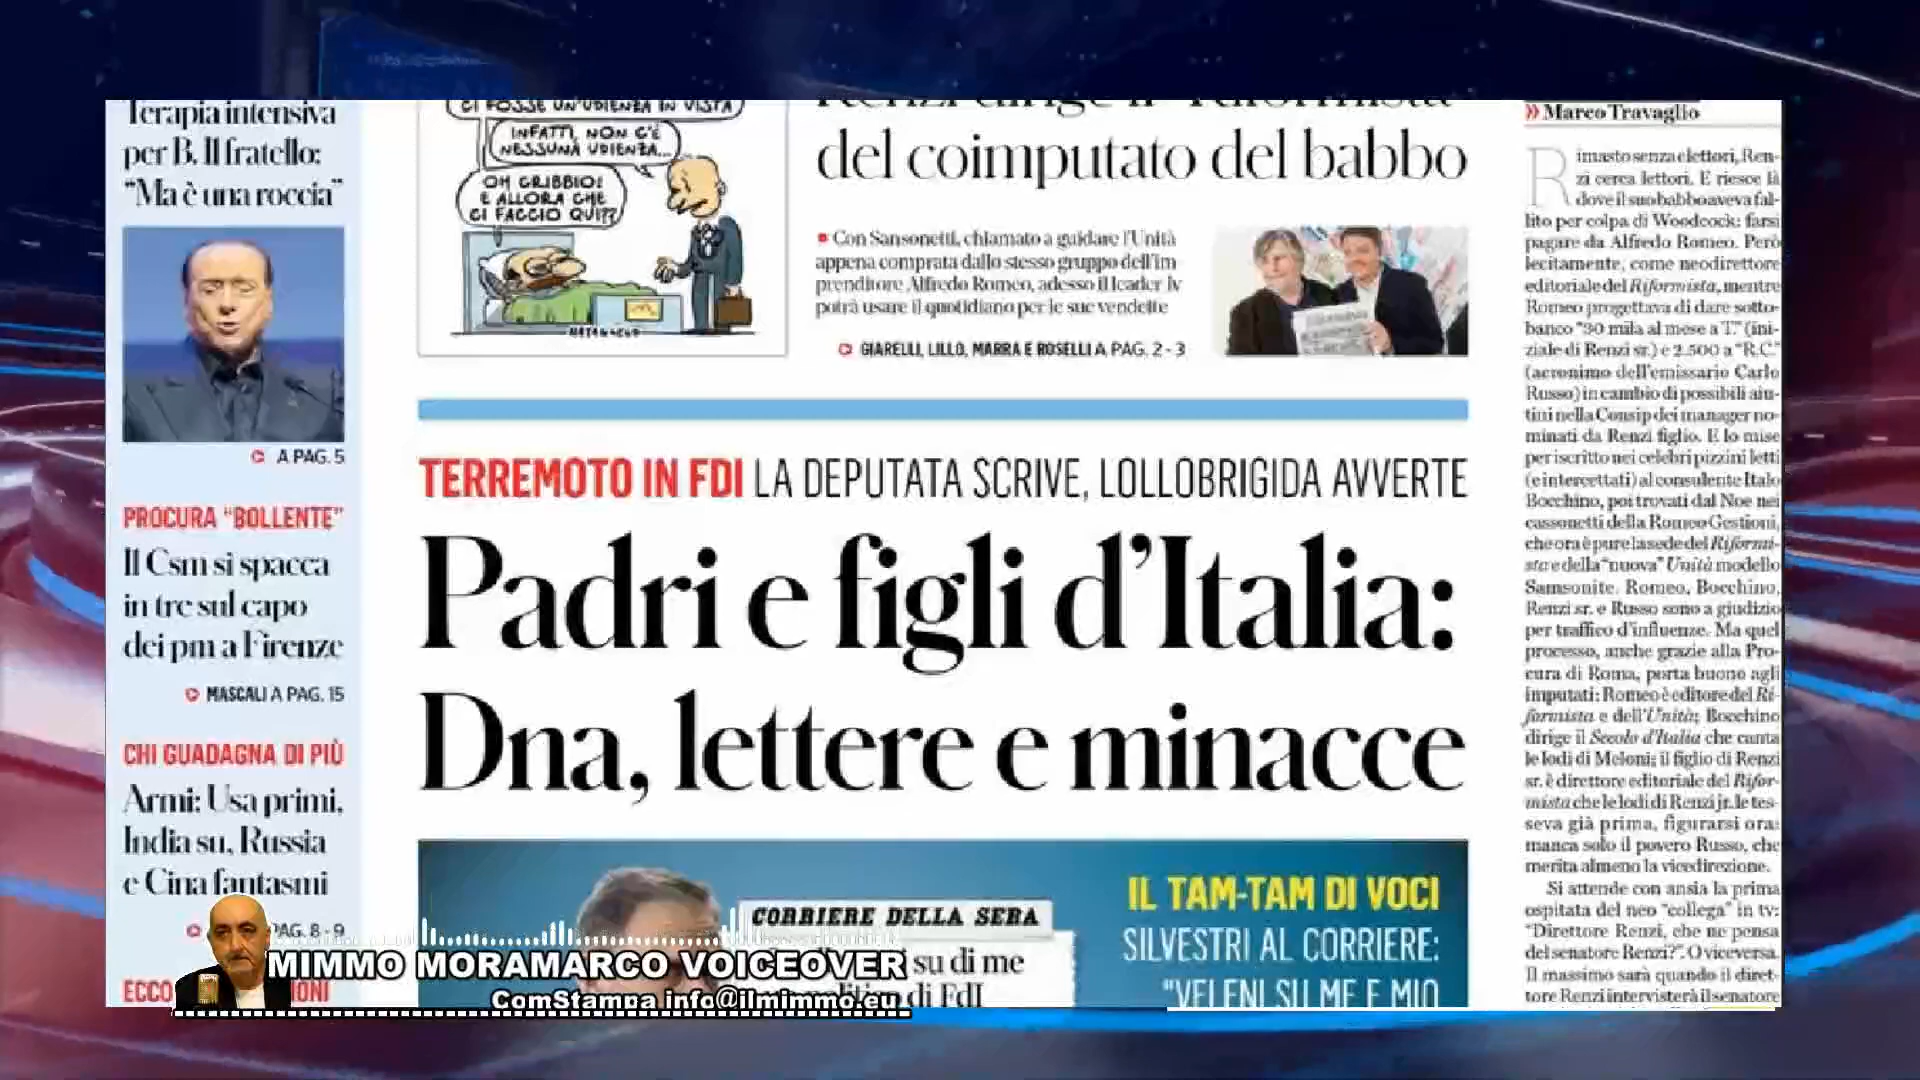 Terapia intensiva
per B. Il fratello:
“Ma è una roccia”
A PAG. 5
PROCURA “BOLLENTE”
Il Csm si spacca
in tre sul capo
dei pm a Firenze
MASCALI A PAG. 15
CHI GUADAGNA DI PIÙ
Armi: Usa primi,
India su, Russia
e Cina fantasmi
PAG. 8 - 9
ECCO
IONI
CI FOSSE UN'UDIENZA IN VISTA
INFATTI, NON C'È
NESSUNA UDIENZA...
OH CRIBBIO!
E ALLORA CHE
CI FACCIO QUI??
Renzi dirige il “Riformista”
del coimputato del babbo
Con Sansonetti, chiamato a guidare l'Unità
appena comprata dallo stesso gruppo dell'im
prenditore Alfredo Romeo, adesso il leader Iv
potrà usare il quotidiano per le sue vendette
GIARELLI, LILLO, MARRA E ROSELLI A PAG. 2 - 3
TERREMOTO IN FDI LA DEPUTATA SCRIVE, LOLLOBRIGIDA AVVERTE
Padri e figli d'Italia:
Dna, lettere e minacce
CORRIERE DELLA SERA
su di me
di FdI
IL TAM-TAM DI VOCI
SILVESTRI AL CORRIERE:
“VELENI SU ME E MIO
» Marco Travaglio
Rimasto senza elettori, Ren-
zi cerca lettori. E riesce là
dove il suo babbo aveva fal-
lito per colpa di Woodcock: farsi
pagare da Alfredo Romeo. Però
lecitamente, come neodirettore
editoriale del Riformista, mentre
Romeo progettava di dare sotto-
banco “30 mila al mese a T.” (ini-
ziale di Renzi sr.) e 2.500 a “R.C.”
(acronimo dell'emissario Carlo
Russo) in cambio di possibili aiu-
tini nella Consip dei manager no-
minati da Renzi figlio. E lo mise
per iscritto nei celebri pizzini letti
(e intercettati) al consulente Italo
Bocchino, poi trovati dal Noe nei
cassonetti della Romeo Gestioni,
che ora è pure la sede del Riformi-
sta e della “nuova” Unità modello
Samsonite. Romeo, Bocchino,
Renzi sr. e Russo sono a giudizio
per traffico d'influenze. Ma quel
processo, anche grazie alla Pro-
cura di Roma, porta buono agli
imputati: Romeo è editore del Ri-
formista e dell'Unità; Bocchino
dirige il Secolo d'Italia che canta
le lodi di Meloni; il figlio di Renzi
sr. è direttore editoriale del Rifor-
mista che le lodi di Renzi jr. le tes-
seva già prima, figurarsi ora:
manca solo il povero Russo, che
merita almeno la vicedirezione.
Si attende con ansia la prima
ospitata del neo “collega” in tv:
“Direttore Renzi, che ne pensa
del senatore Renzi?”. O viceversa.
Il massimo sarà quando il diret-
tore Renzi intervisterà il senatore
MIMMO MORAMARCO VOICEOVER
ComStampa info@ilmimmo.eu